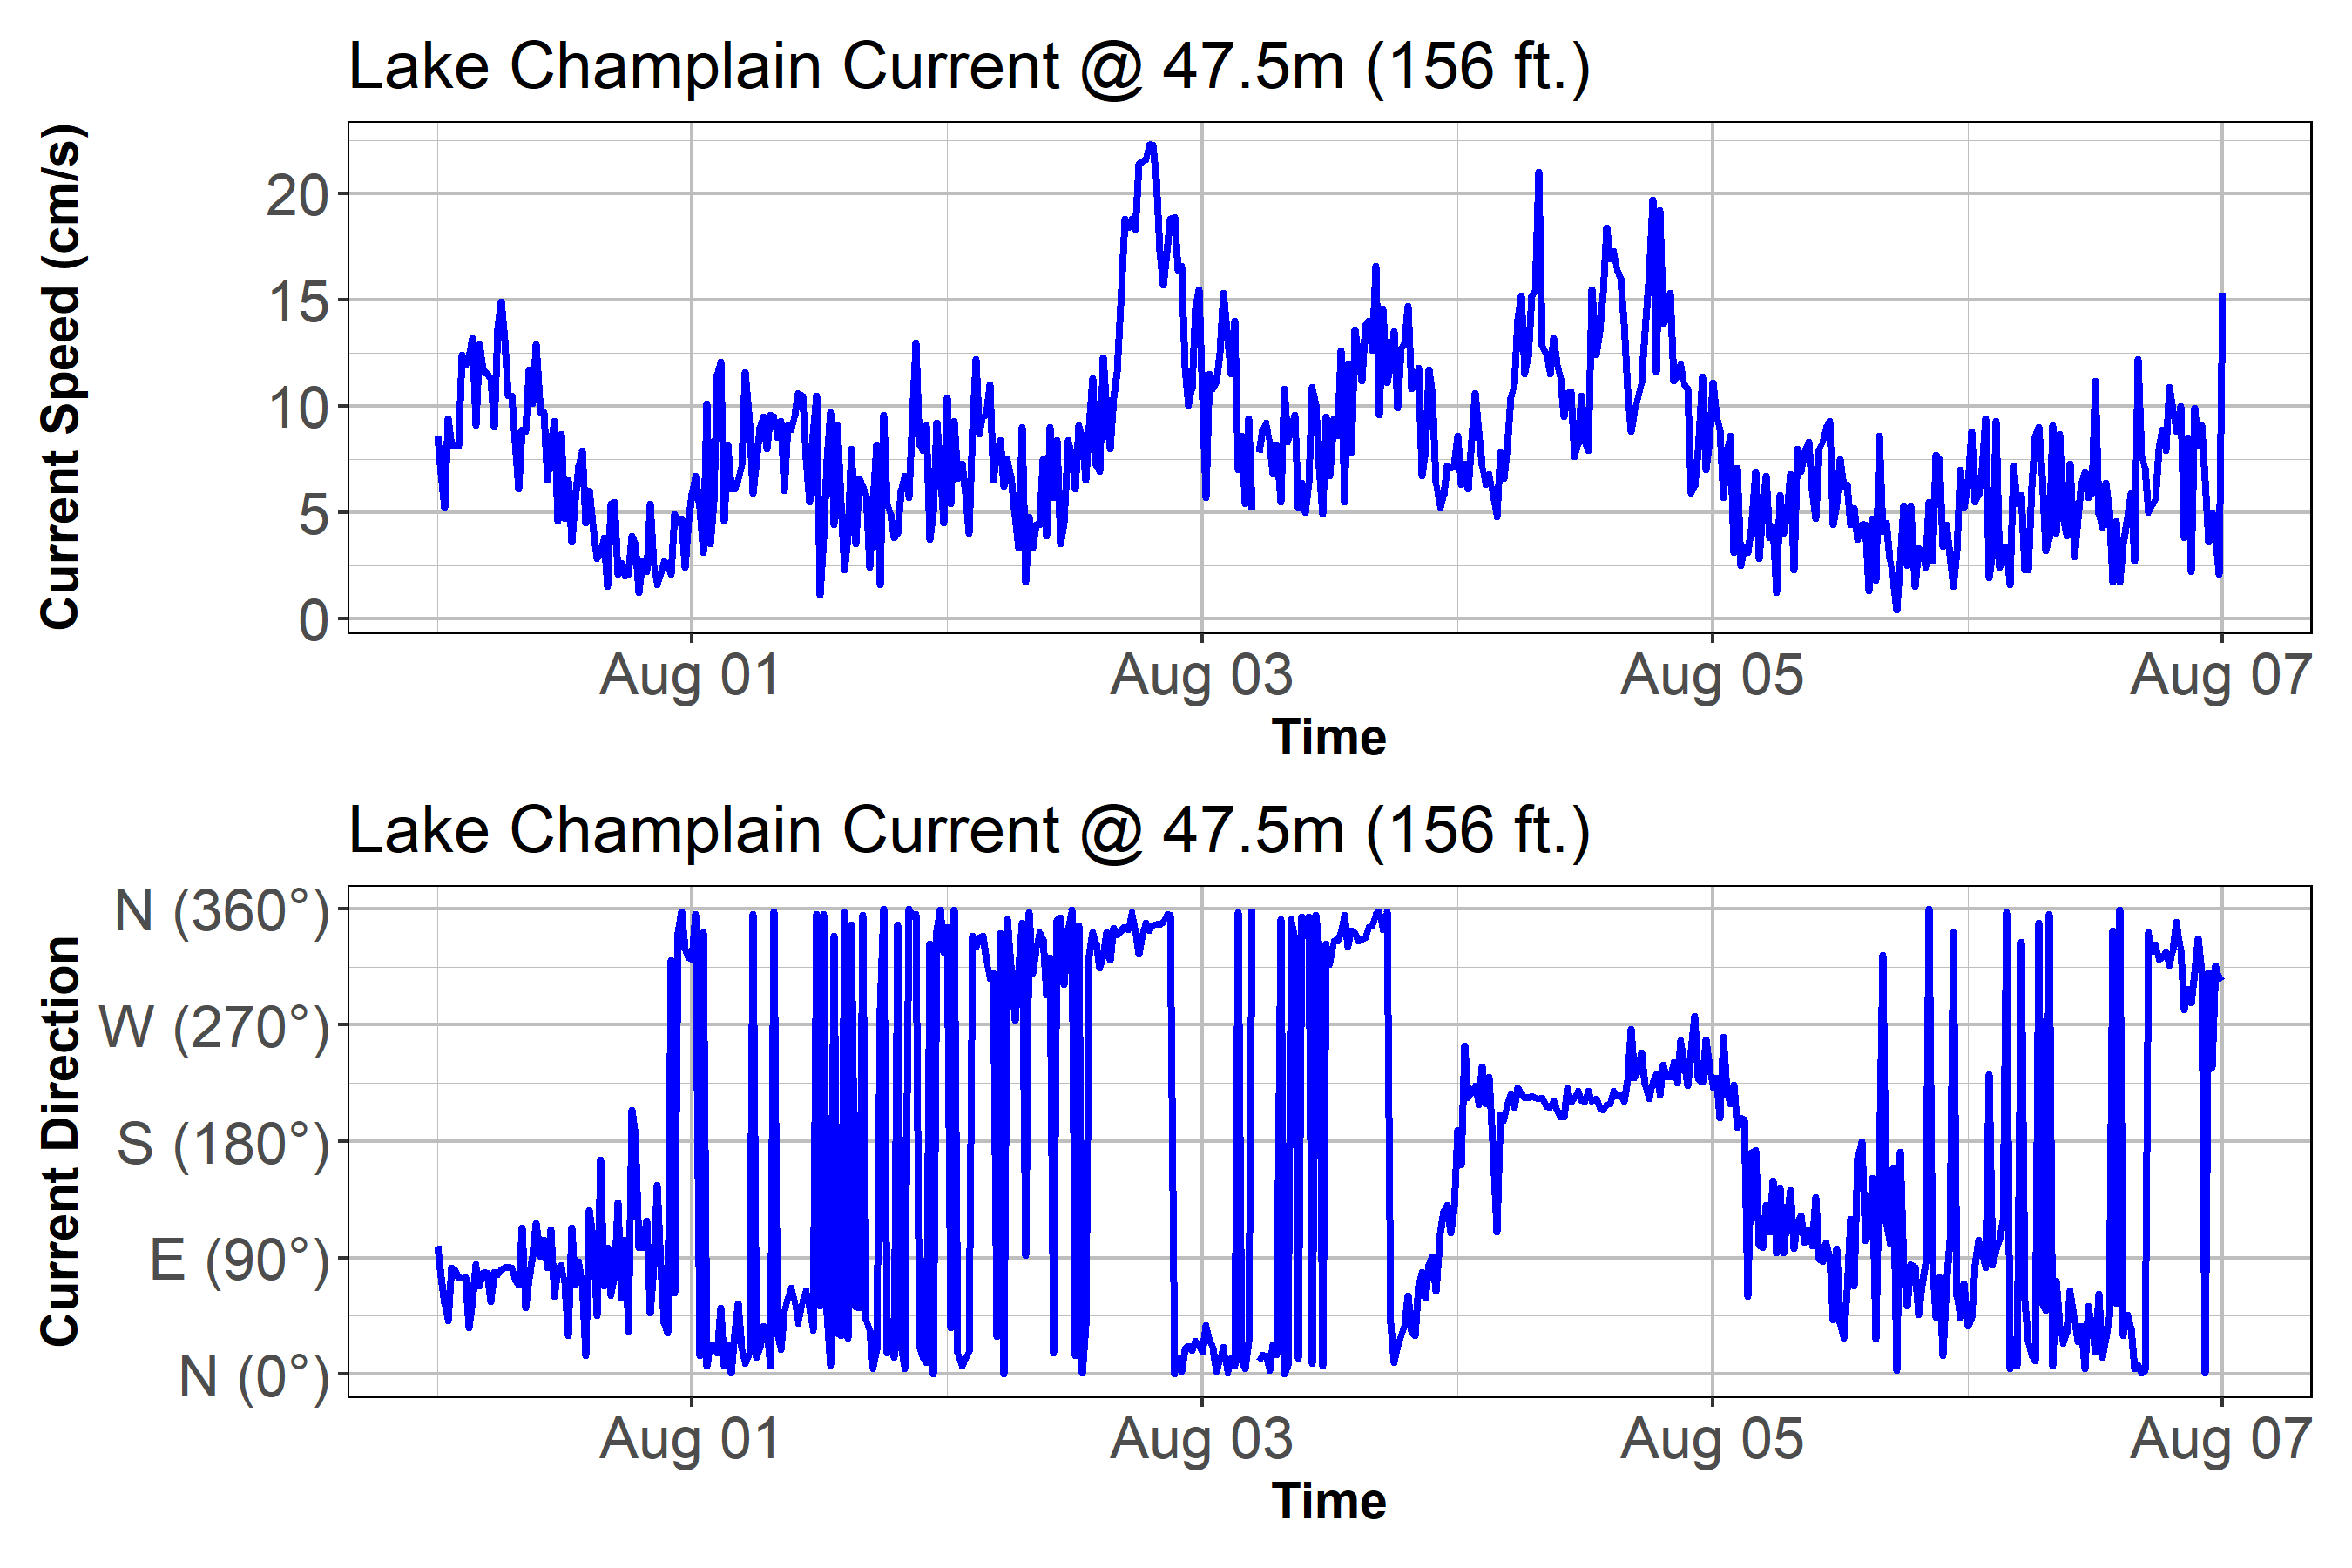 Lake Champlain Current @ 47.5m (156 ft.)
Current Speed (cm/s)
20
15
10
5
0
Aug 01 Aug 03 Aug 05 Aug 07
Time
Lake Champlain Current @ 47.5m (156 ft.)
Current Direction
N (360°)
W (270°)
S (180°)
E (90°)
N (0°)
Aug 01 Aug 03 Aug 05 Aug 07
Time